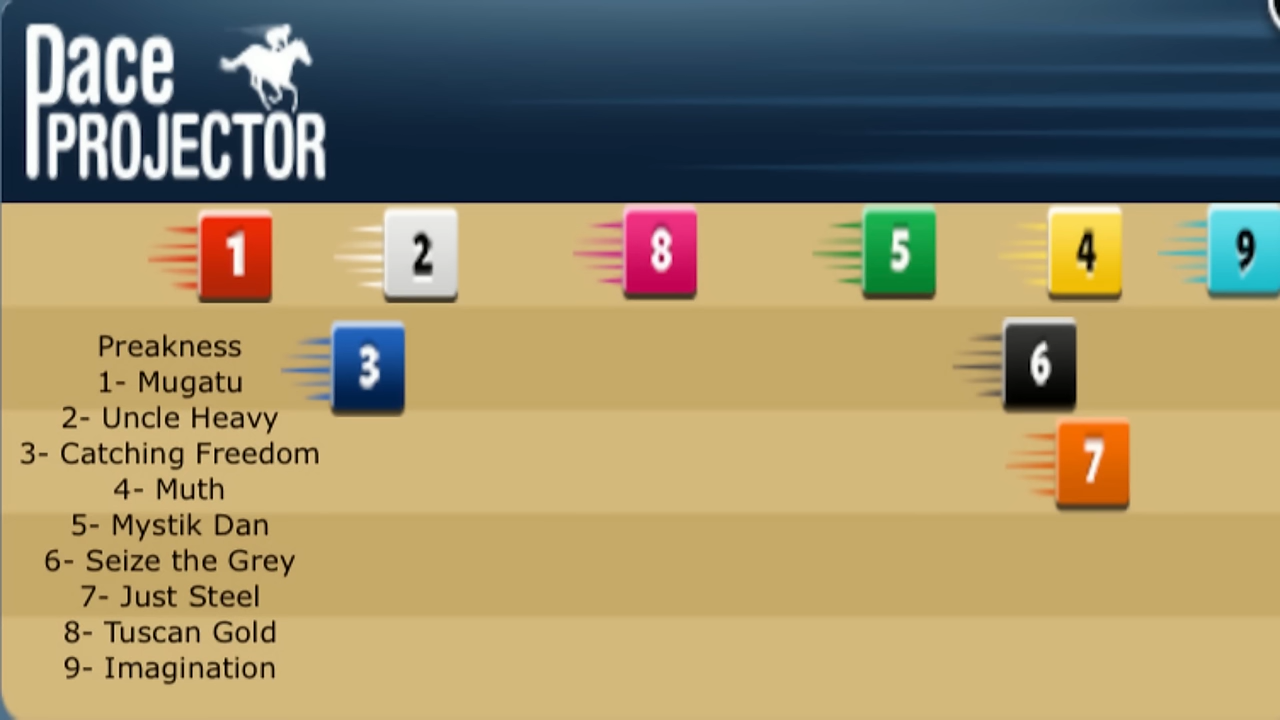 Pace
PROJECTOR
1 2 8 5 4 9
3 6
7
Preakness
1- Mugatu
2- Uncle Heavy
3- Catching Freedom
4- Muth
5- Mystik Dan
6- Seize the Grey
7- Just Steel
8- Tuscan Gold
9- Imagination